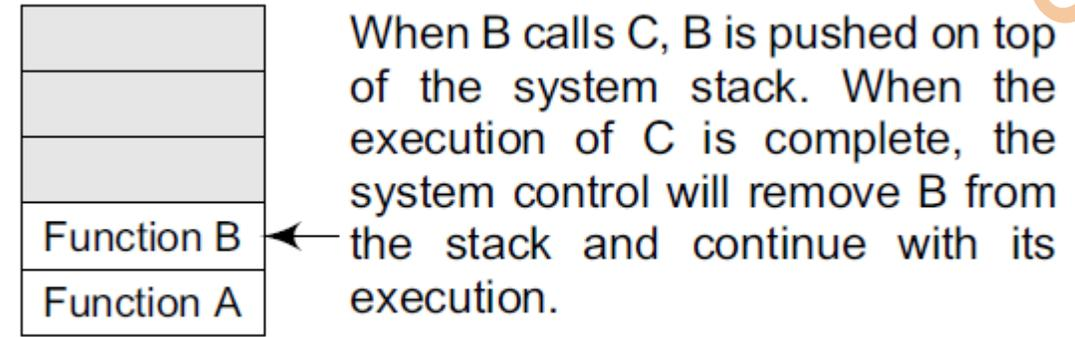 When B calls C, B is pushed on top
of the system stack. When the
execution of C is complete, the
system control will remove B from
Function B
the stack and continue with its
Function A
execution.